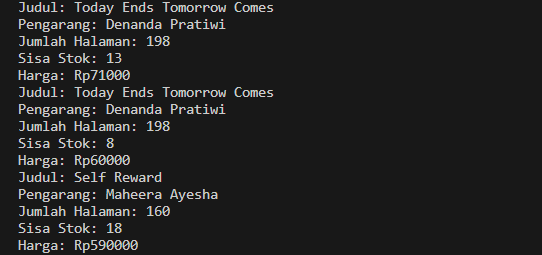 Judul: Today Ends Tomorrow Comes
Pengarang: Denanda Pratiwi
Jumlah Halaman: 198
Sisa Stok: 13
Harga: Rp71000
Judul: Today Ends Tomorrow Comes
Pengarang: Denanda Pratiwi
Jumlah Halaman: 198
Sisa Stok: 8
Harga: Rp60000
Judul: Self Reward
Pengarang: Maheera Ayesha
Jumlah Halaman: 160
Sisa Stok: 18
Harga: Rp590000